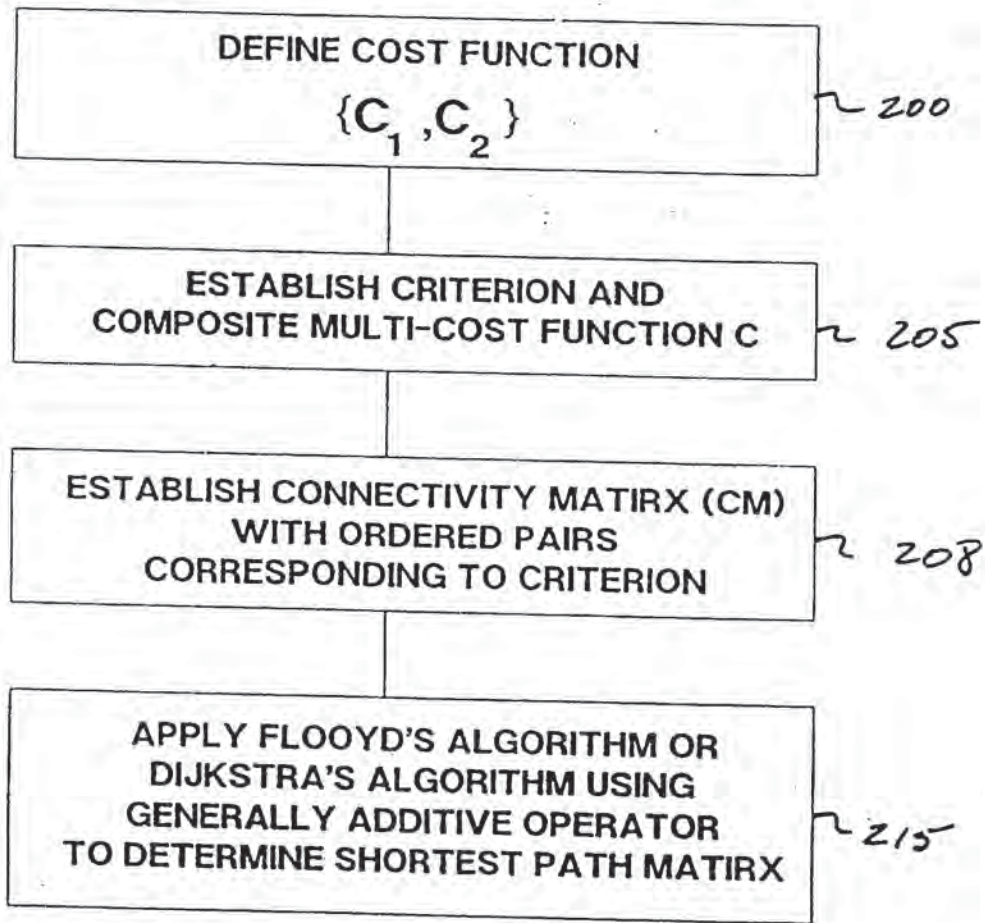 DEFINE COST FUNCTION
{C₁ ,C₂ }
200
ESTABLISH CRITERION AND
COMPOSITE MULTI-COST FUNCTION C
205
ESTABLISH CONNECTIVITY MATIRX (CM)
WITH ORDERED PAIRS
CORRESPONDING TO CRITERION
208
APPLY FLOOYD'S ALGORITHM OR
DIJKSTRA'S ALGORITHM USING
GENERALLY ADDITIVE OPERATOR
TO DETERMINE SHORTEST PATH MATIRX
215